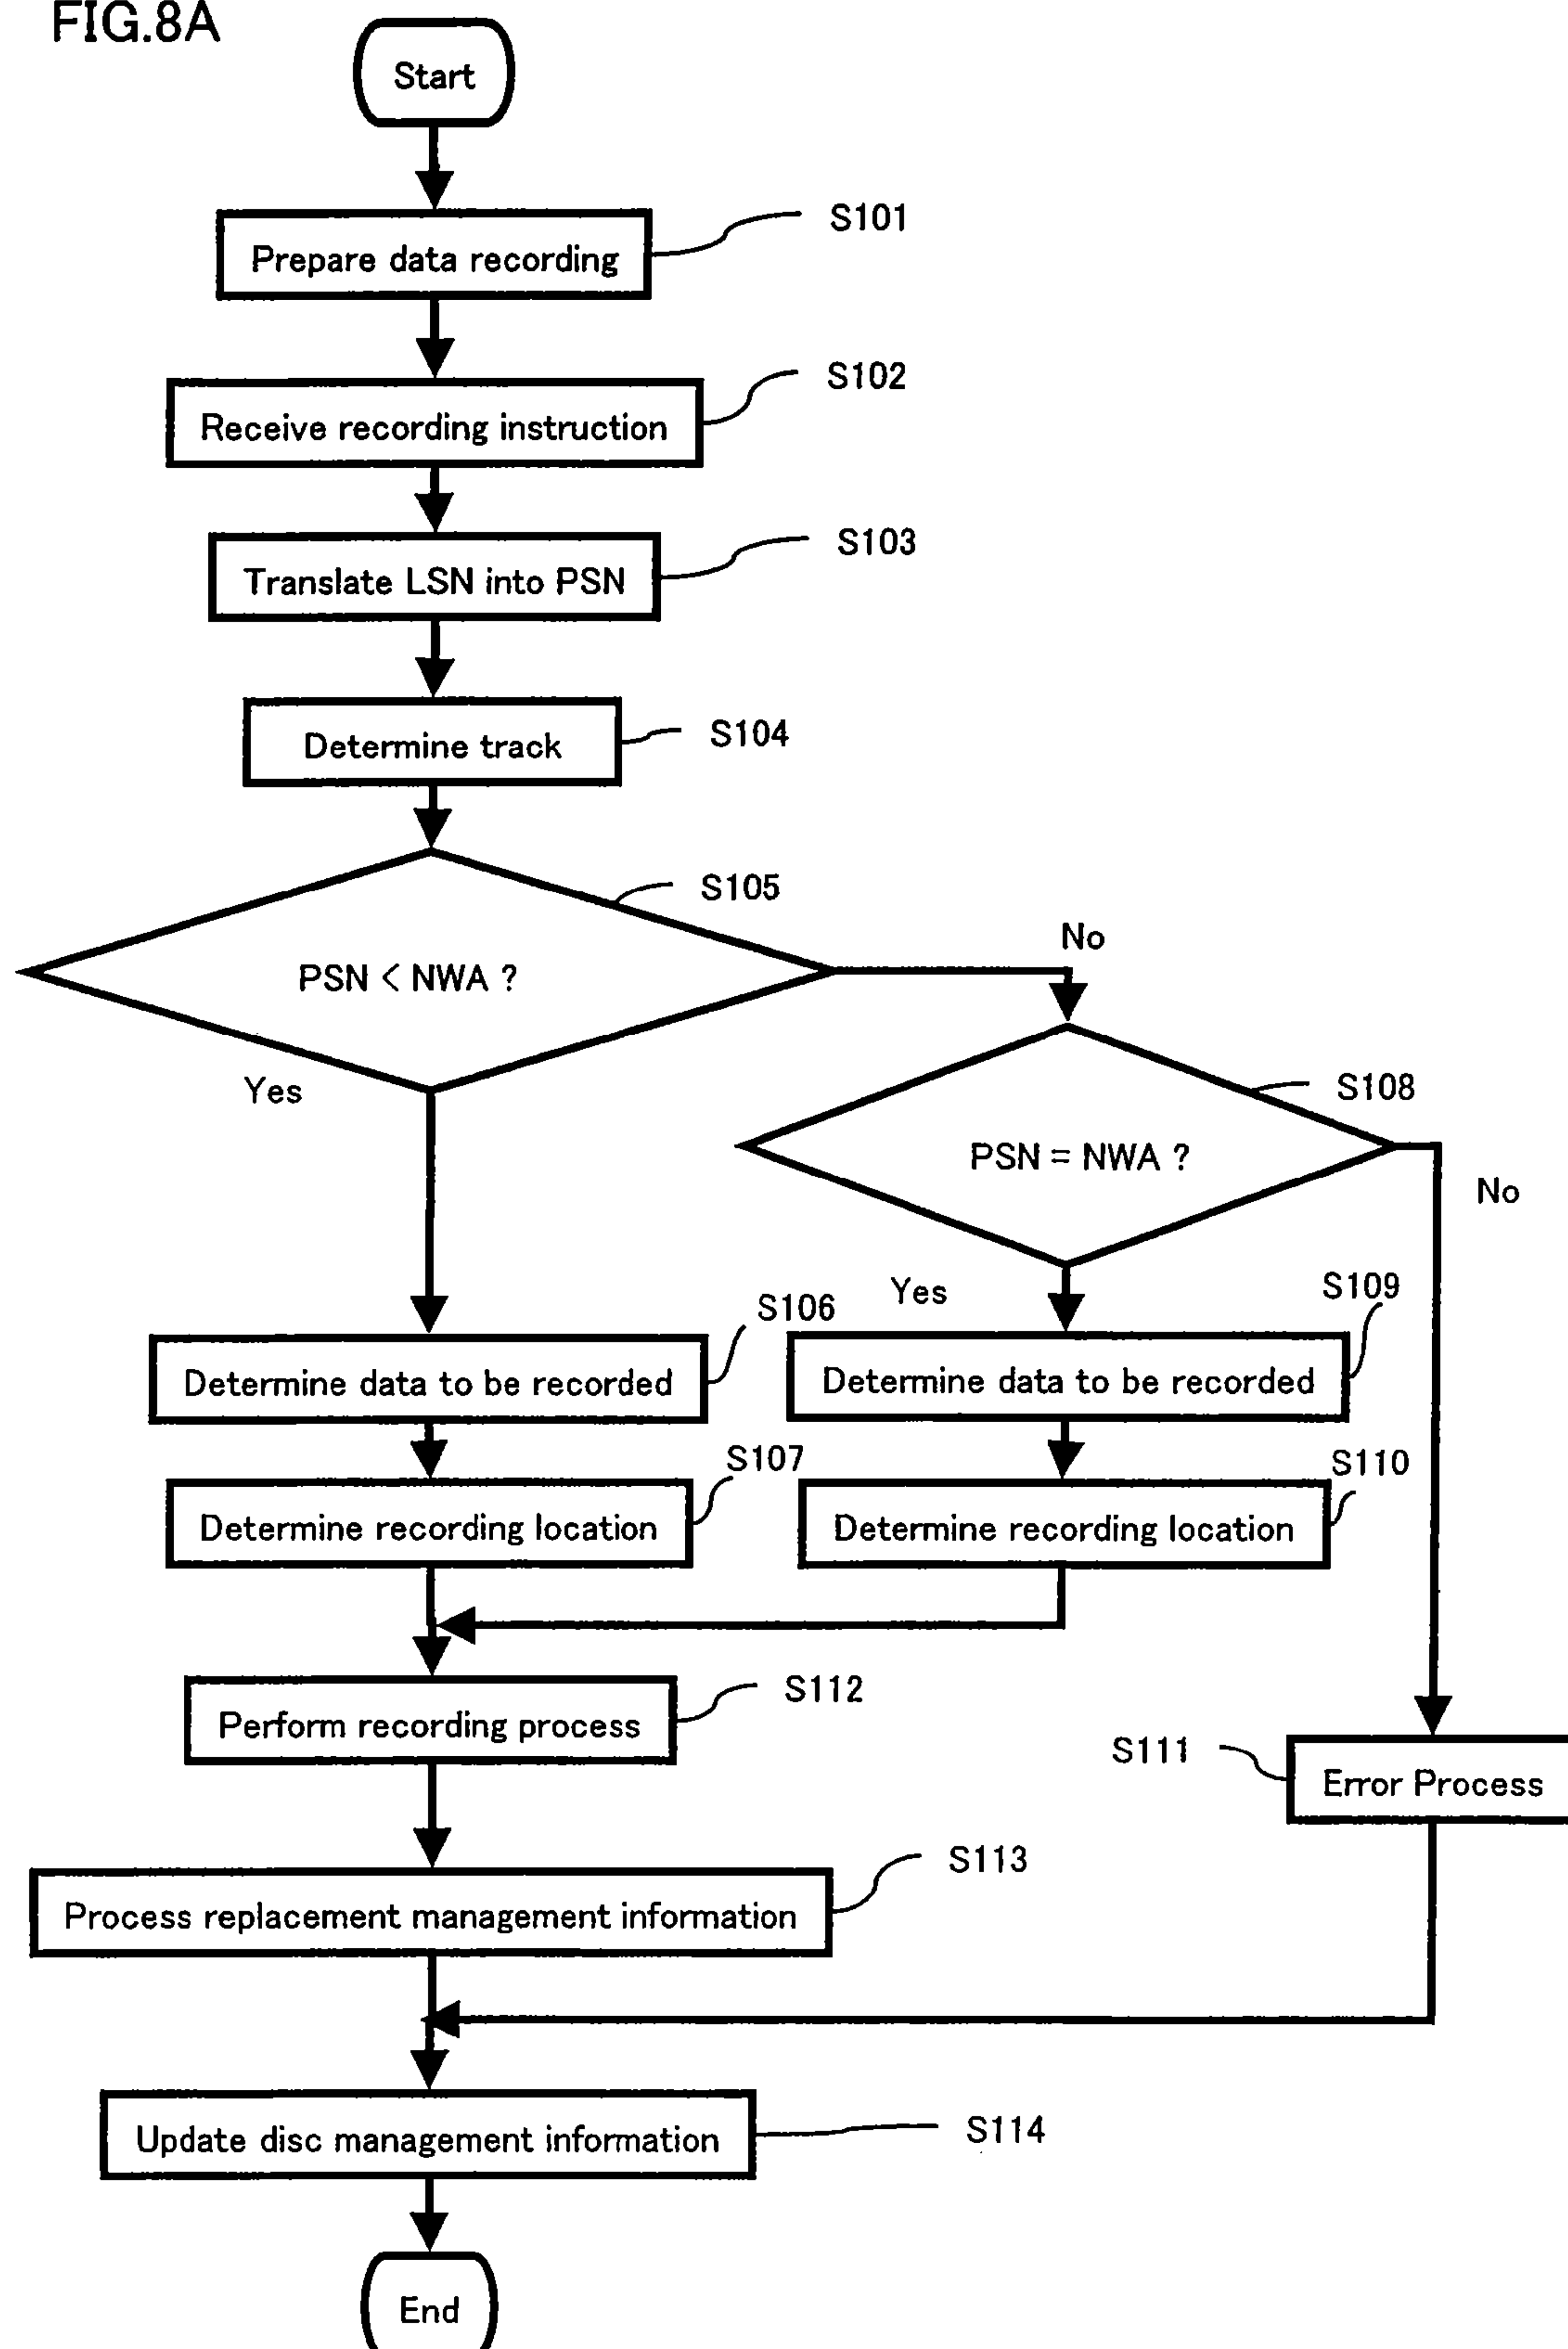 FIG.8A
Start
S101
Prepare data recording
S102
Receive recording instruction
S103
Translate LSN into PSN
S104
Determine track
S105
PSN < NWA ?
No
Yes
S108
PSN = NWA ?
No
Yes
S106
Determine data to be recorded
S109
Determine data to be recorded
S107
Determine recording location
S110
Determine recording location
S112
Perform recording process
S111
Error Process
S113
Process replacement management information
S114
Update disc management information
End